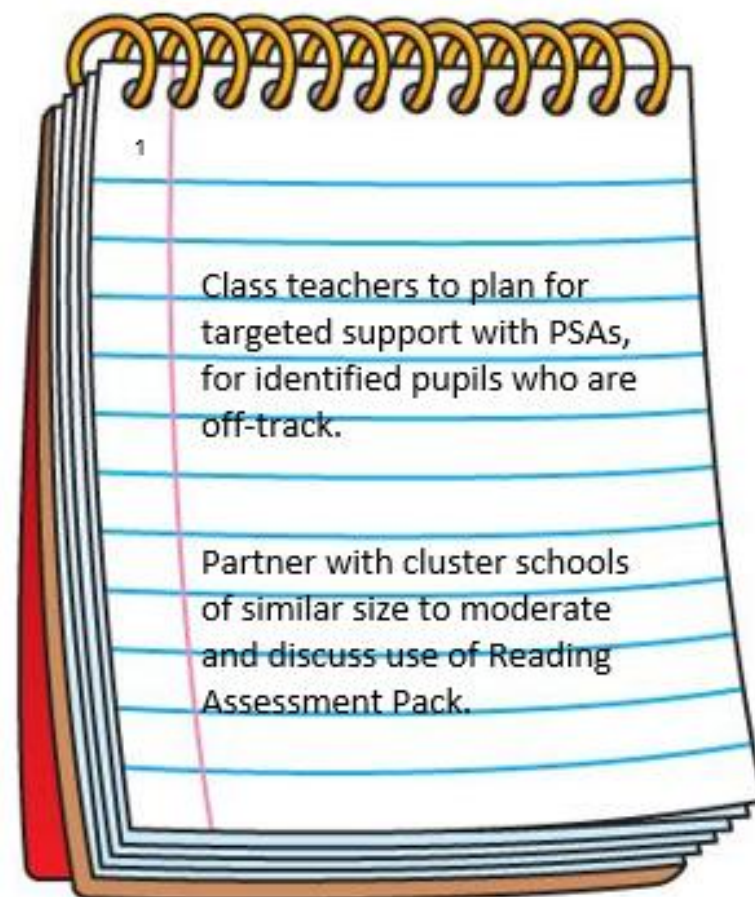 1
Class teachers to plan for
targeted support with PSAs,
for identified pupils who are
off-track.
Partner with cluster schools
of similar size to moderate
and discuss use of Reading
Assessment Pack.